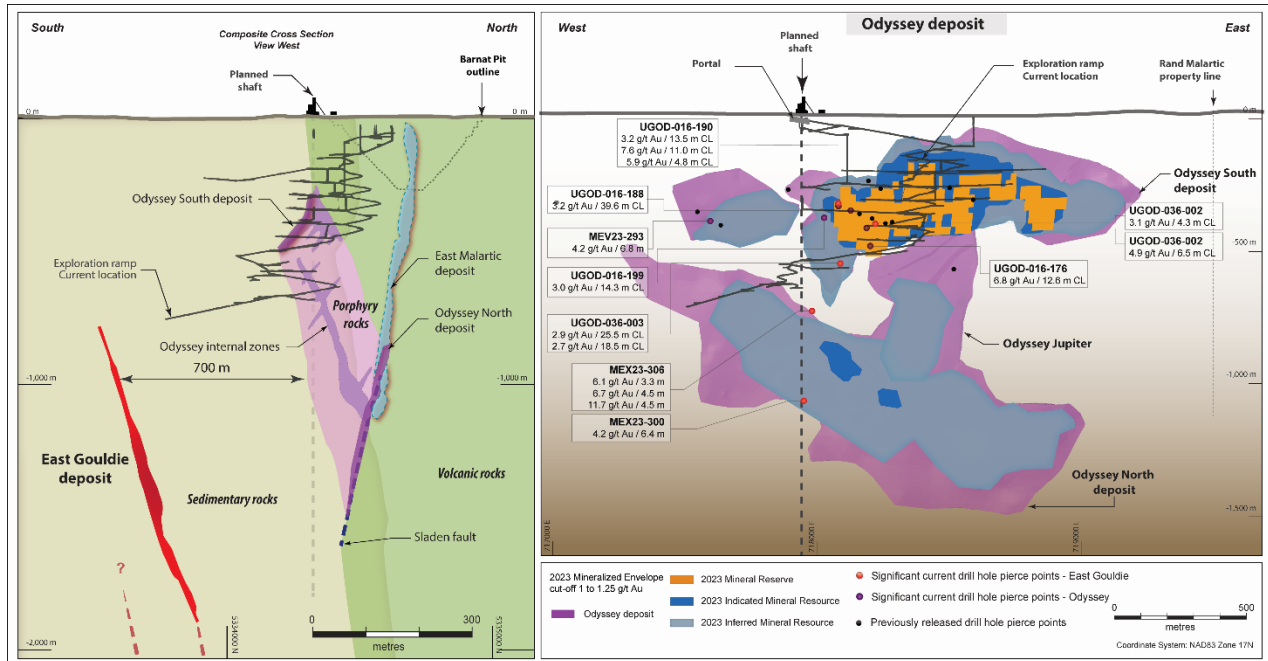 South
North
Composite Cross Section
View West
Barnat Pit
outline
Planned
shaft
0 m
0 m
Odyssey South deposit
Exploration ramp
Current location
East Malartic
deposit
Porphyry
rocks
Odyssey North
deposit
Odyssey internal zones
700 m
-1,000 m
-1,000 m
East Gouldie
deposit
Sedimentary rocks
Volcanic rocks
Sladen fault
?
5334000 N
5335000 N
0
300
metres
-2,000 m
-2,000 m
West
Odyssey deposit
East
Planned
shaft
Portal
Exploration ramp
Current location
Rand Malartic
property line
0 m
UGOD-016-190
3.2 g/t Au / 13.5 m CL
7.6 g/t Au / 11.0 m CL
5.9 g/t Au / 4.8 m CL
Odyssey South
deposit
UGOD-016-188
3.2 g/t Au / 39.6 m CL
UGOD-036-002
3.1 g/t Au / 4.3 m CL
MEV23-293
4.2 g/t Au / 6.8 m
UGOD-036-002
4.9 g/t Au / 6.5 m CL
-500 m
UGOD-016-199
3.0 g/t Au / 14.3 m CL
UGOD-016-176
6.8 g/t Au / 12.6 m CL
UGOD-036-003
2.9 g/t Au / 25.5 m CL
2.7 g/t Au / 18.5 m CL
Odyssey Jupiter
MEX23-306
6.1 g/t Au / 3.3 m
6.7 g/t Au / 4.5 m
11.7 g/t Au / 4.5 m
-1,000 m
MEX23-300
4.2 g/t Au / 6.4 m
Odyssey North
deposit
-1,500 m
717000 E
718000 E
719000 E
2023 Mineralized Envelope
cut-off 1 to 1.25 g/t Au
Odyssey deposit
2023 Mineral Reserve
2023 Indicated Mineral Resource
2023 Inferred Mineral Resource
Significant current drill hole pierce points - East Gouldie
Significant current drill hole pierce points - Odyssey
Previously released drill hole pierce points
0
500
metres
Coordinate System: NAD83 Zone 17N